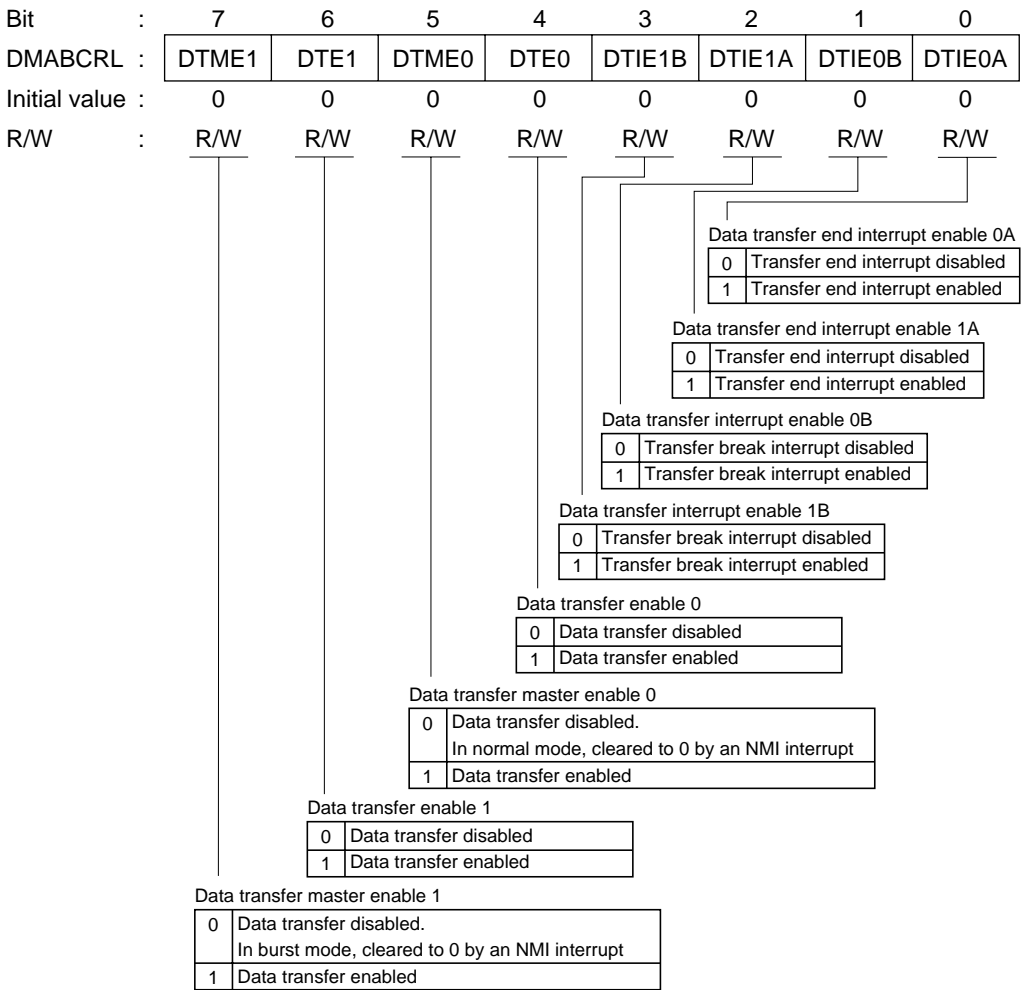 Bit : 7 6 5 4 3 2 1 0
DMABCRL : DTME1 DTE1 DTME0 DTE0 DTIE1B DTIE1A DTIE0B DTIE0A
Initial value : 0 0 0 0 0 0 0 0
R/W : R/W R/W R/W R/W R/W R/W R/W R/W
Data transfer end interrupt enable 0A
0 Transfer end interrupt disabled
1 Transfer end interrupt enabled
Data transfer end interrupt enable 1A
0 Transfer end interrupt disabled
1 Transfer end interrupt enabled
Data transfer interrupt enable 0B
0 Transfer break interrupt disabled
1 Transfer break interrupt enabled
Data transfer interrupt enable 1B
0 Transfer break interrupt disabled
1 Transfer break interrupt enabled
Data transfer enable 0
0 Data transfer disabled
1 Data transfer enabled
Data transfer master enable 0
0 Data transfer disabled.
In normal mode, cleared to 0 by an NMI interrupt
1 Data transfer enabled
Data transfer enable 1
0 Data transfer disabled
1 Data transfer enabled
Data transfer master enable 1
0 Data transfer disabled.
In burst mode, cleared to 0 by an NMI interrupt
1 Data transfer enabled